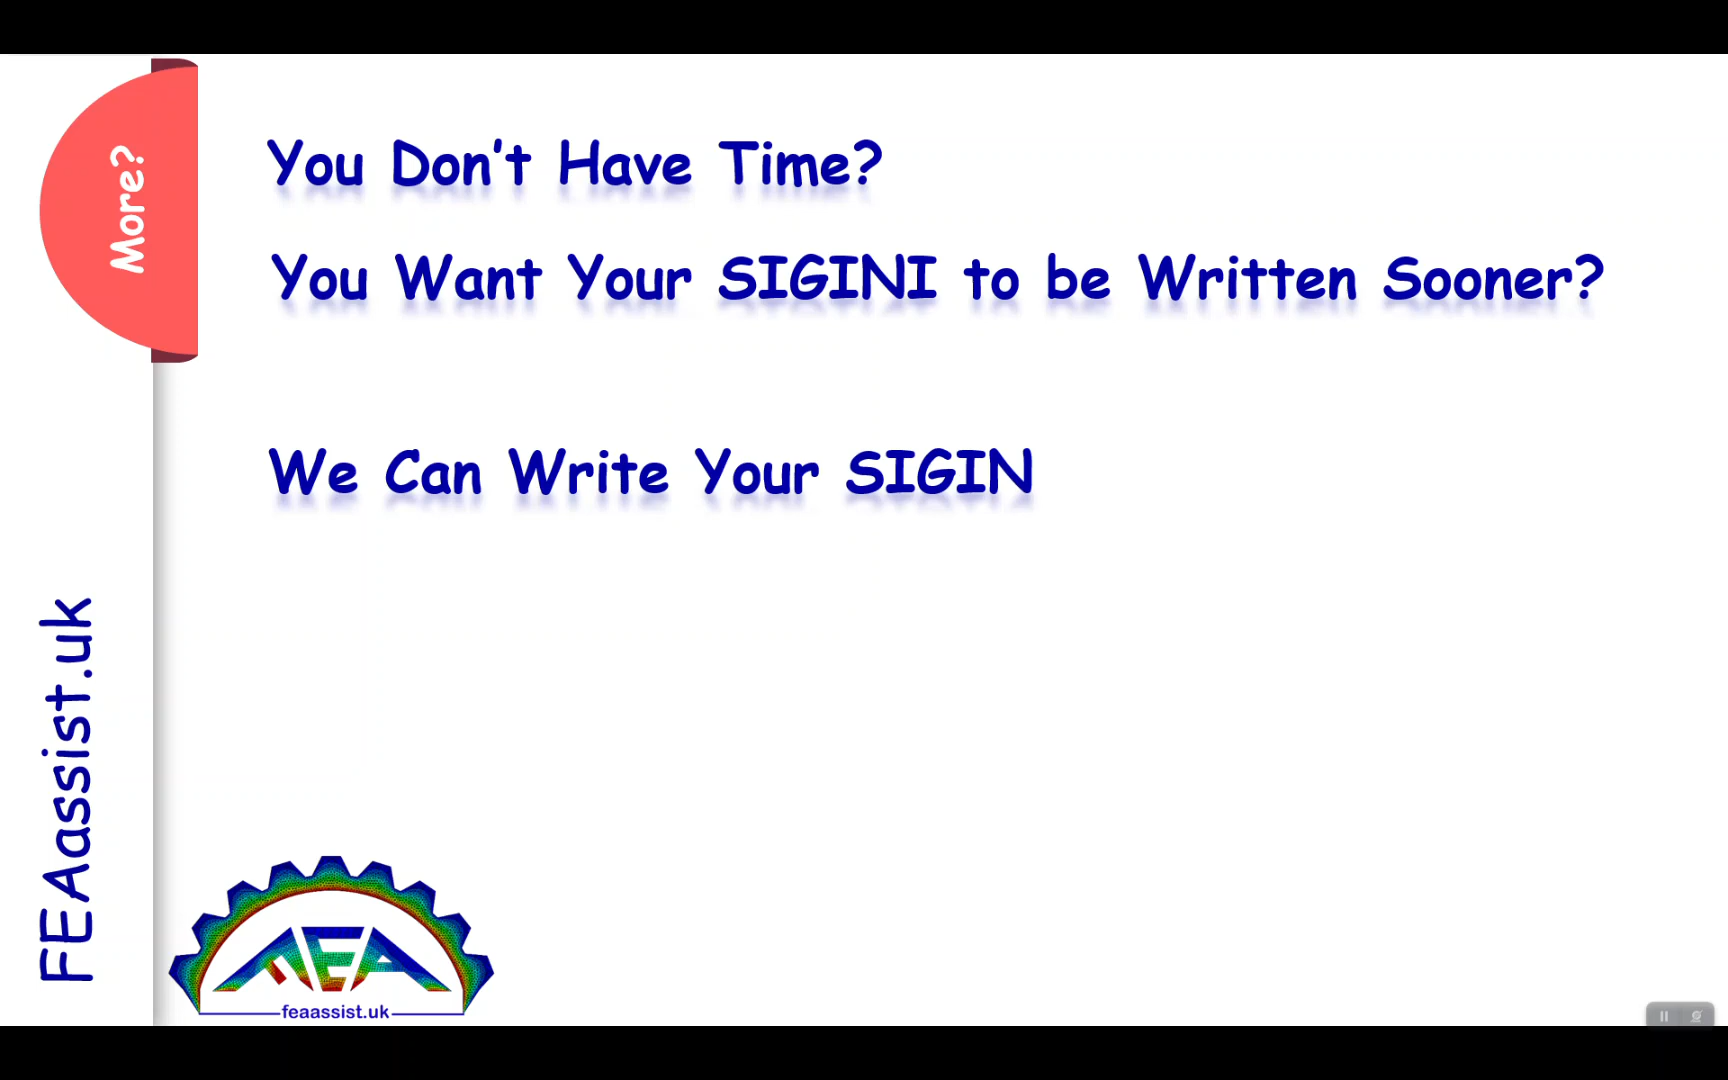 More?
You Don't Have Time?
You Want Your SIGINI to be Written Sooner?
We Can Write Your SIGIN
FEAassist.uk
FEA
feaassist.uk